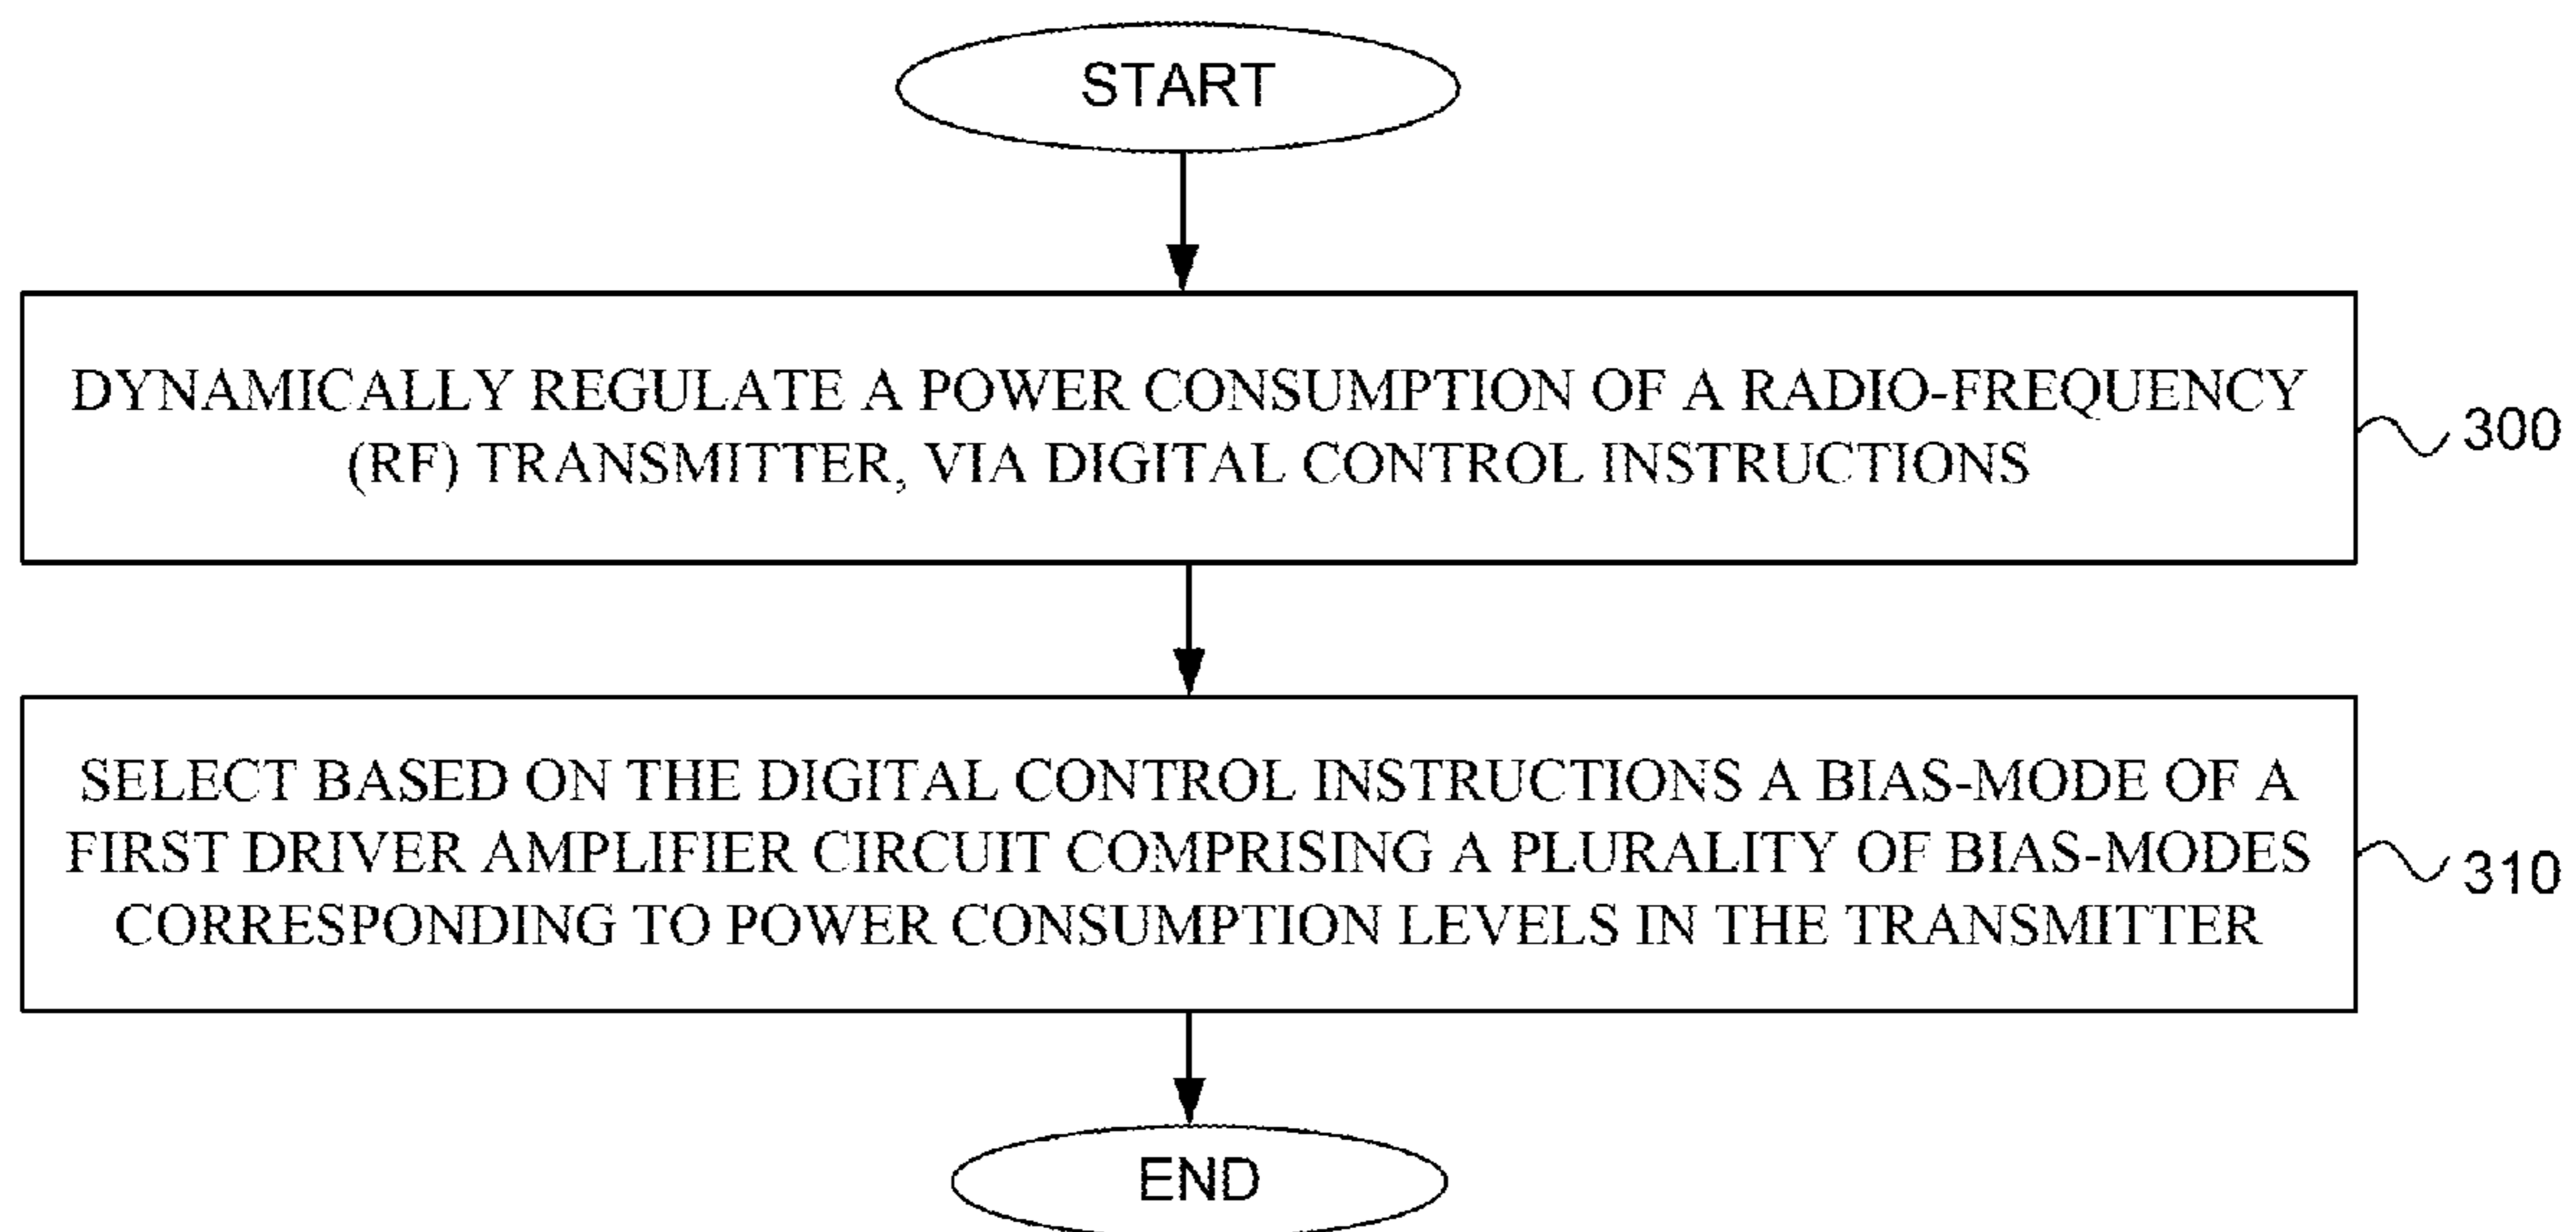 START
DYNAMICALLY REGULATE A POWER CONSUMPTION OF A RADIO-FREQUENCY
(RF) TRANSMITTER, VIA DIGITAL CONTROL INSTRUCTIONS
300
SELECT BASED ON THE DIGITAL CONTROL INSTRUCTIONS A BIAS-MODE OF A
FIRST DRIVER AMPLIFIER CIRCUIT COMPRISING A PLURALITY OF BIAS-MODES
CORRESPONDING TO POWER CONSUMPTION LEVELS IN THE TRANSMITTER
310
END